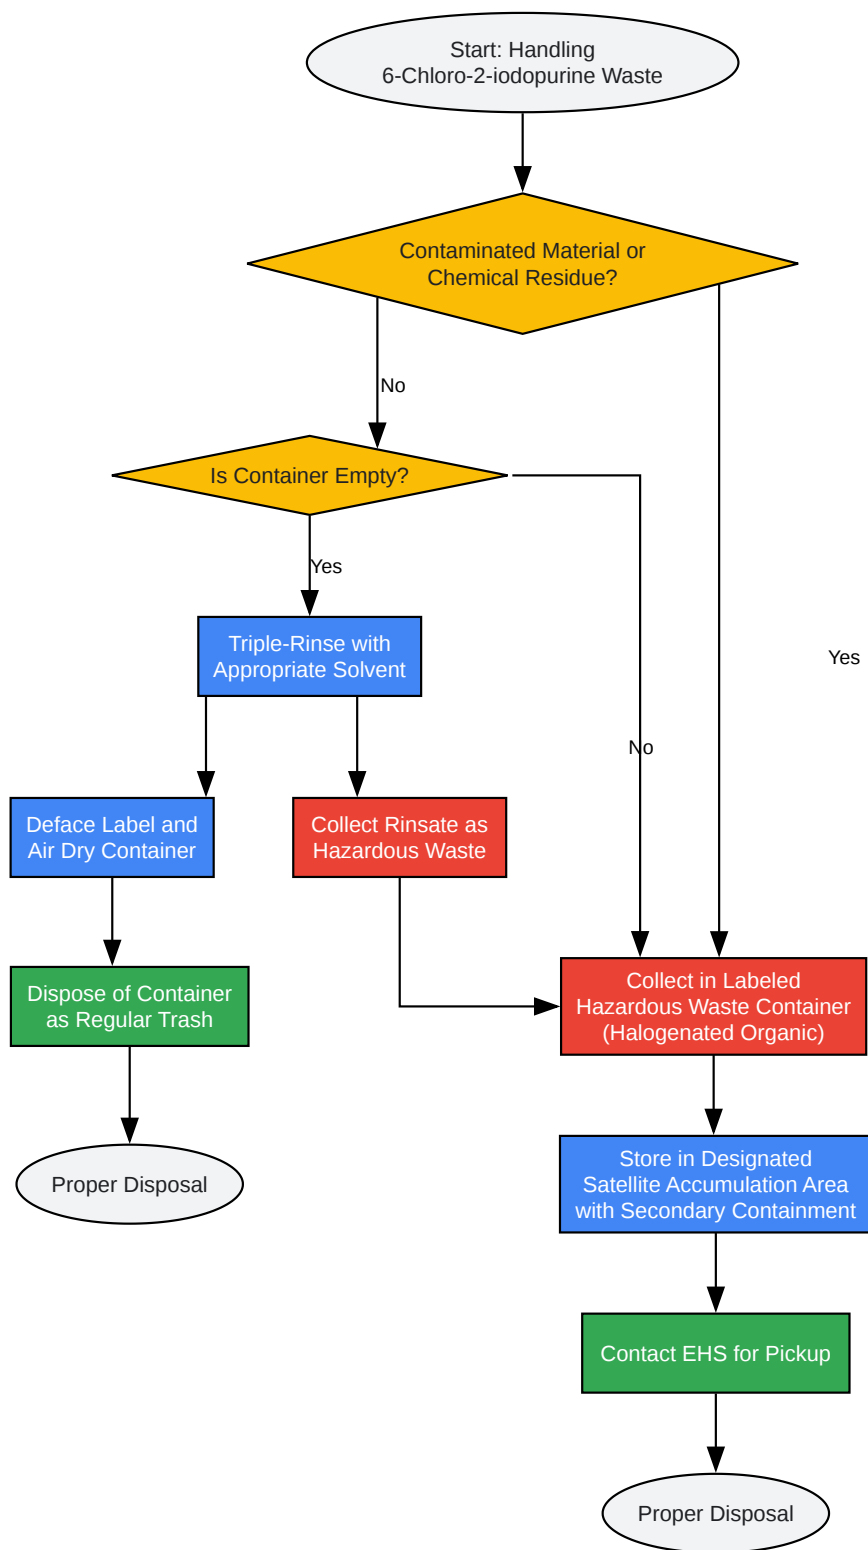 Start: Handling
6-Chloro-2-iodopurine Waste
Contaminated Material or
Chemical Residue?
No
Is Container Empty?
Yes
Triple-Rinse with
Appropriate Solvent
Yes
No
Deface Label and
Air Dry Container
Collect Rinsate as
Hazardous Waste
Dispose of Container
as Regular Trash
Collect in Labeled
Hazardous Waste Container
(Halogenated Organic)
Proper Disposal
Store in Designated
Satellite Accumulation Area
with Secondary Containment
Contact EHS for Pickup
Proper Disposal